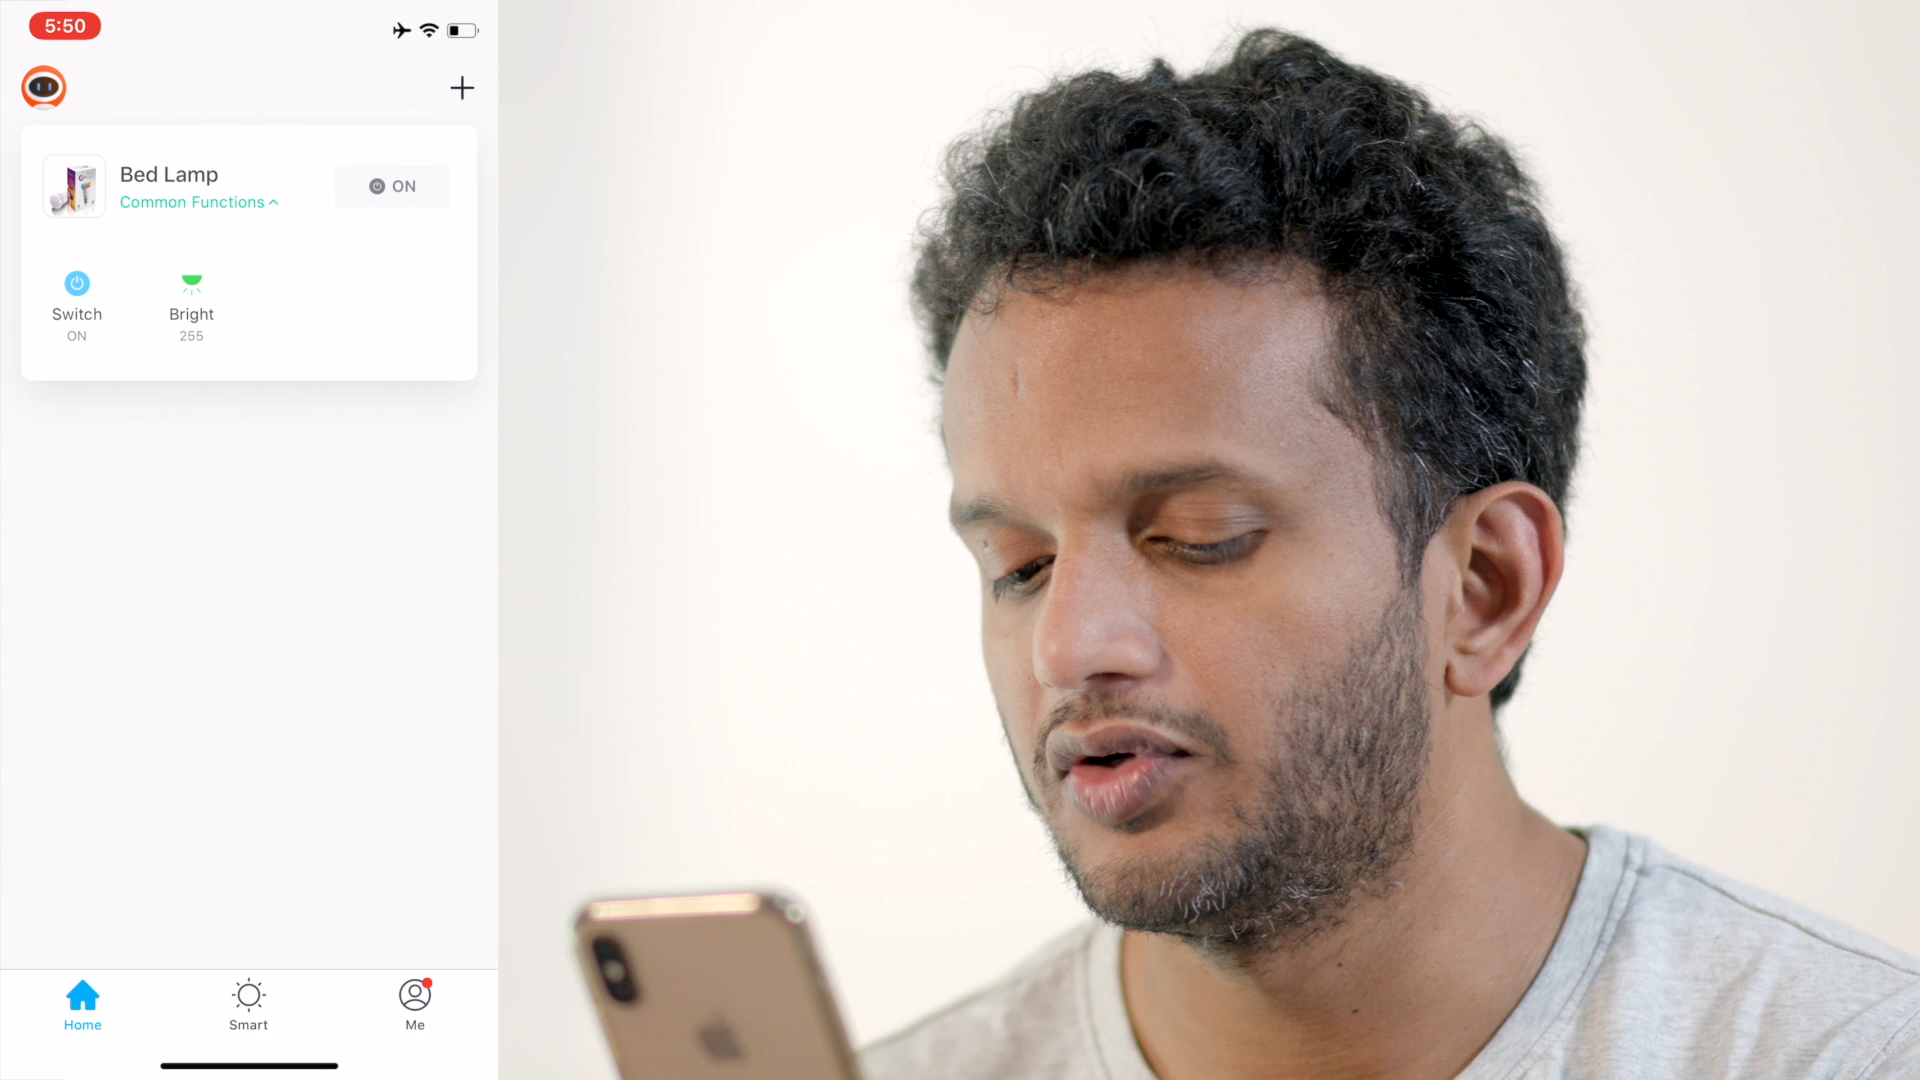 5:50
Bed Lamp
Common Functions
ON
Switch
Bright
ON
255
Home
Smart
Me